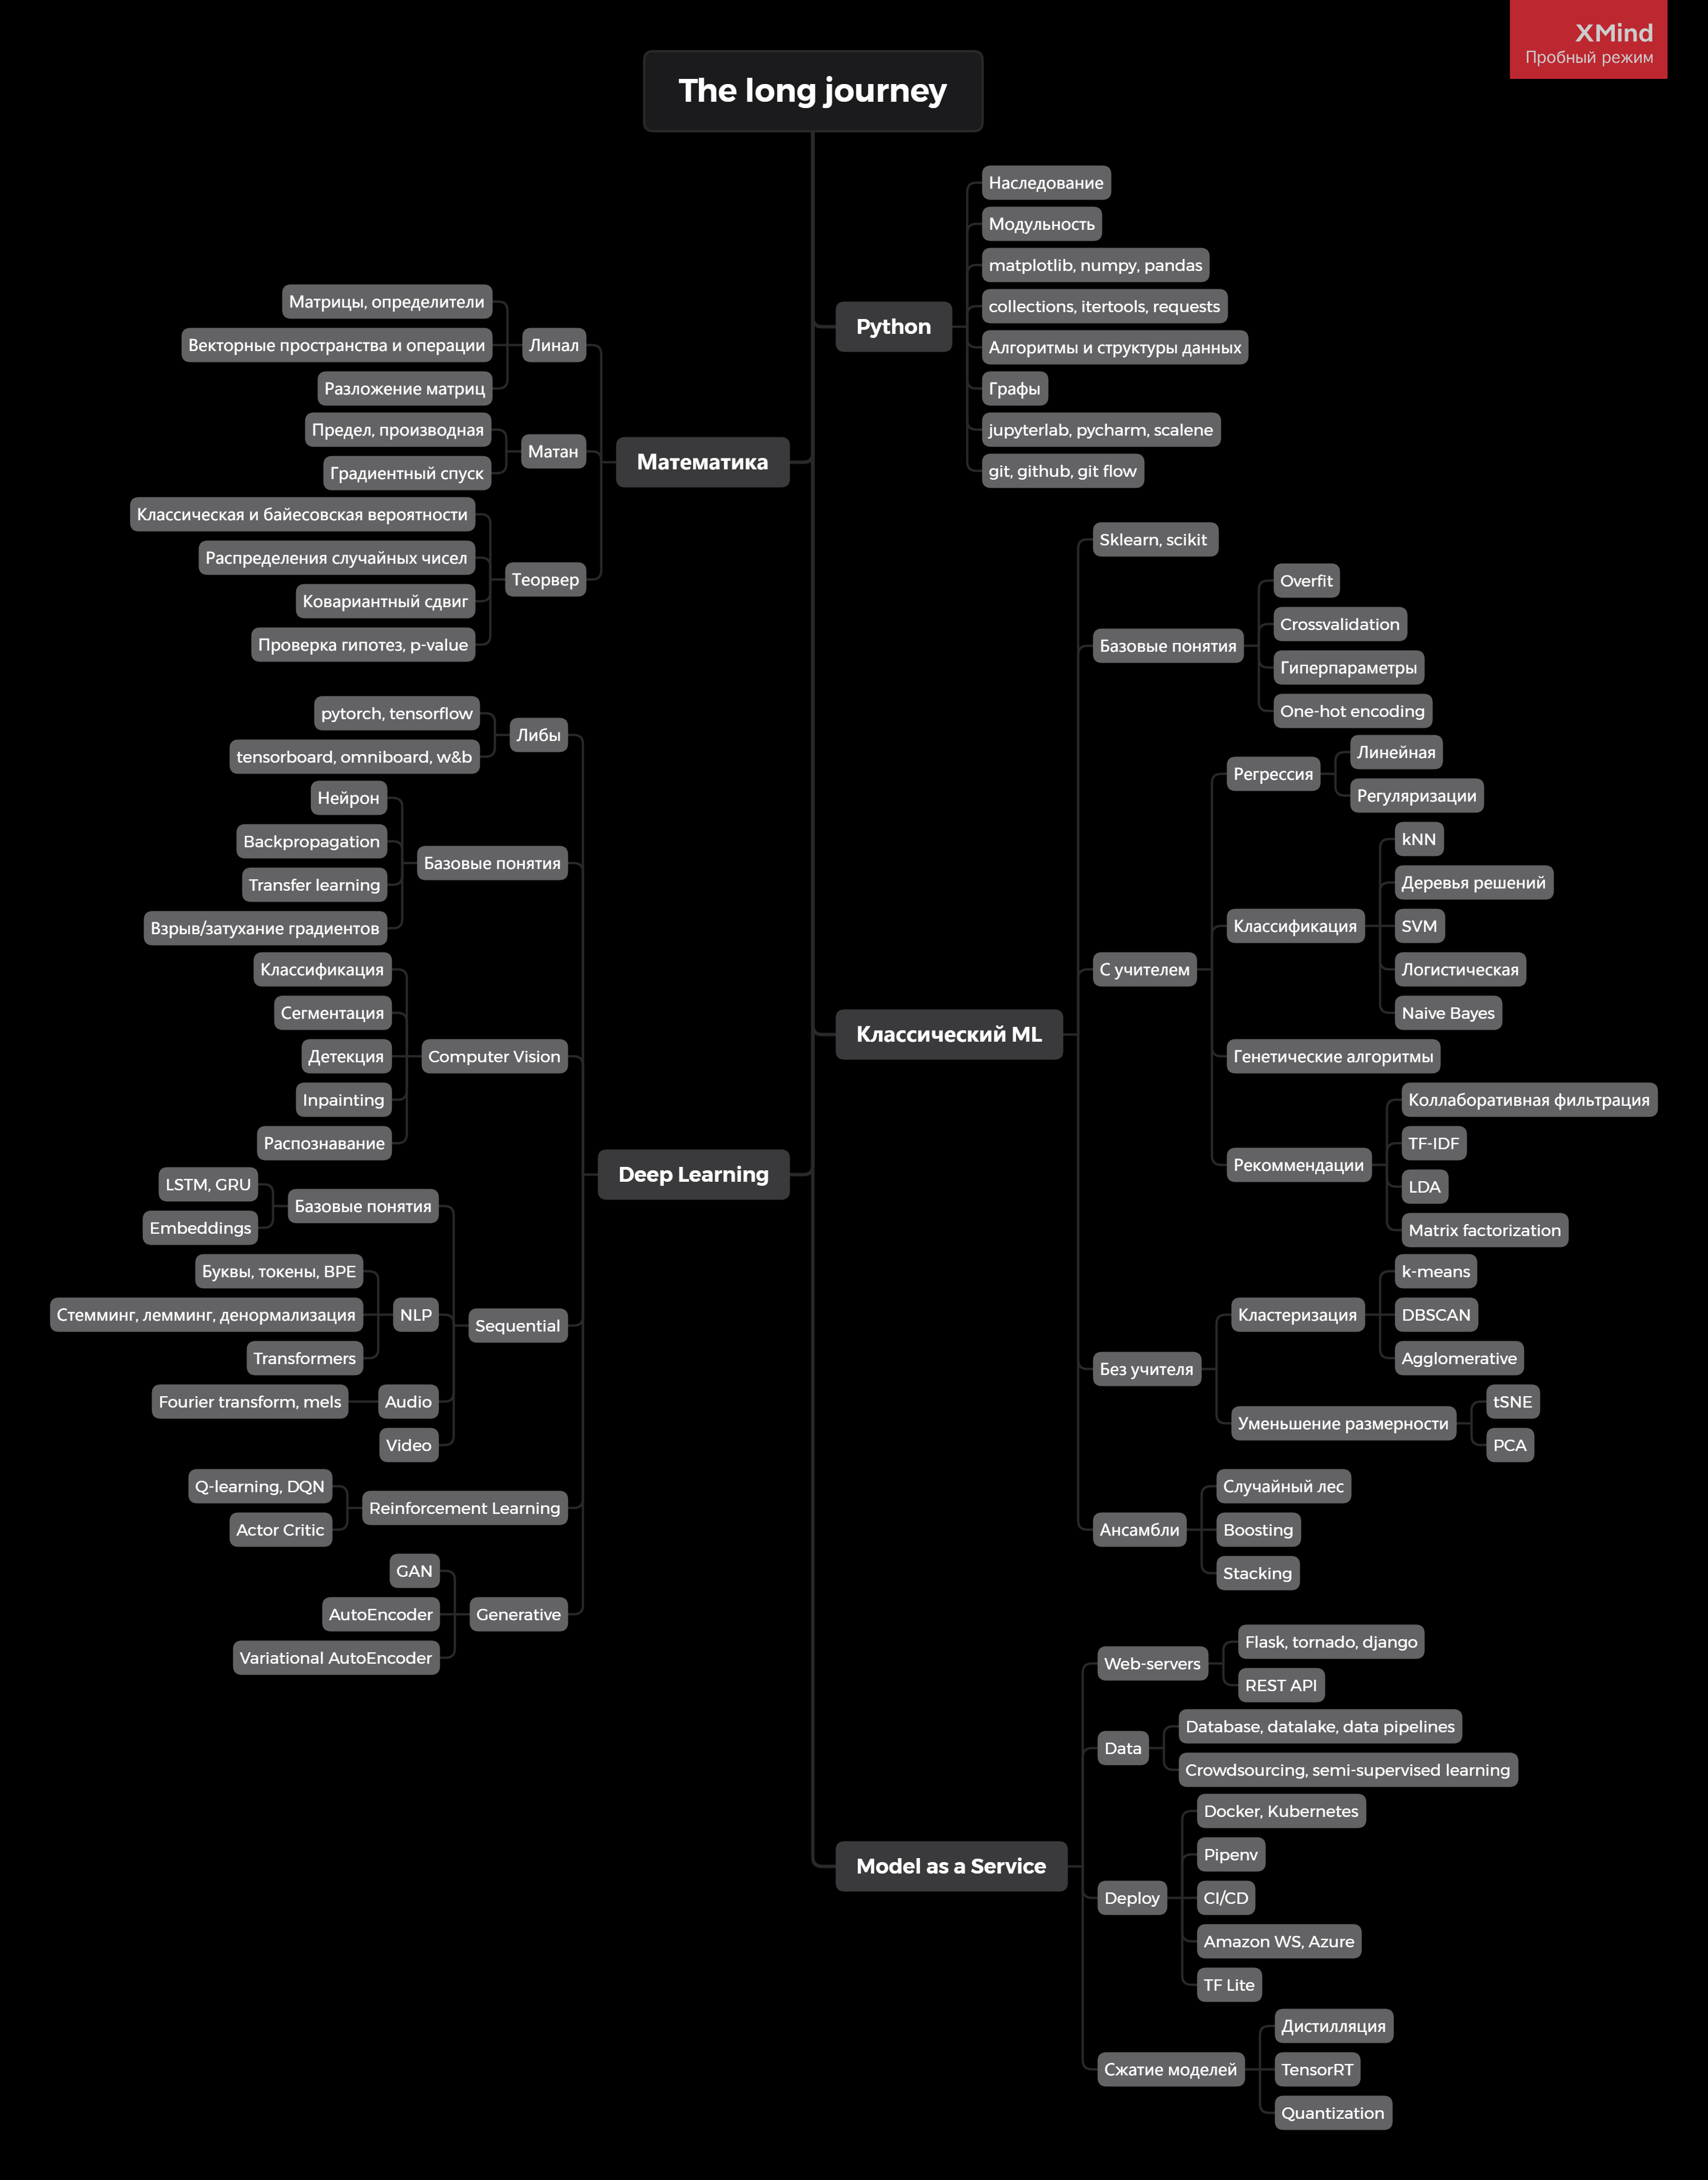 XMind
Пробный режим
The long journey
Python
Наследование
Модульность
matplotlib, numpy, pandas
collections, itertools, requests
Алгоритмы и структуры данных
Графы
jupyterlab, pycharm, scalene
git, github, git flow
Математика
Линал
Матрицы, определители
Векторные пространства и операции
Разложение матриц
Матан
Предел, производная
Градиентный спуск
Теорвер
Классическая и байесовская вероятности
Распределения случайных чисел
Ковариантный сдвиг
Проверка гипотез, p-value
Классический ML
Sklearn, scikit
Базовые понятия
Overfit
Crossvalidation
Гиперпараметры
One-hot encoding
С учителем
Регрессия
Линейная
Регуляризации
Классификация
kNN
Деревья решений
SVM
Логистическая
Naive Bayes
Генетические алгоритмы
Рекоммендации
Коллаборативная фильтрация
TF-IDF
LDA
Matrix factorization
Без учителя
Кластеризация
k-means
DBSCAN
Agglomerative
Уменьшение размерности
tSNE
PCA
Ансамбли
Случайный лес
Boosting
Stacking
Deep Learning
Либы
pytorch, tensorflow
tensorboard, omniboard, w&b
Базовые понятия
Нейрон
Backpropagation
Transfer learning
Взрыв/затухание градиентов
Computer Vision
Классификация
Сегментация
Детекция
Inpainting
Распознавание
Sequential
Базовые понятия
LSTM, GRU
Embeddings
NLP
Буквы, токены, BPE
Стемминг, лемминг, денормализация
Transformers
Audio
Fourier transform, mels
Video
Reinforcement Learning
Q-learning, DQN
Actor Critic
Generative
GAN
AutoEncoder
Variational AutoEncoder
Model as a Service
Web-servers
Flask, tornado, django
REST API
Data
Database, datalake, data pipelines
Crowdsourcing, semi-supervised learning
Deploy
Docker, Kubernetes
Pipenv
CI/CD
Amazon WS, Azure
TF Lite
Сжатие моделей
Дистилляция
TensorRT
Quantization